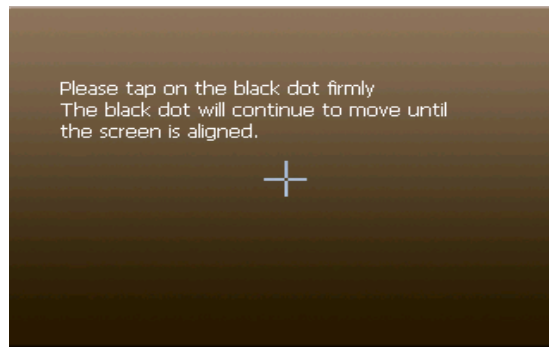 Please tap on the black dot firmly
The black dot will continue to move until
the screen is aligned.